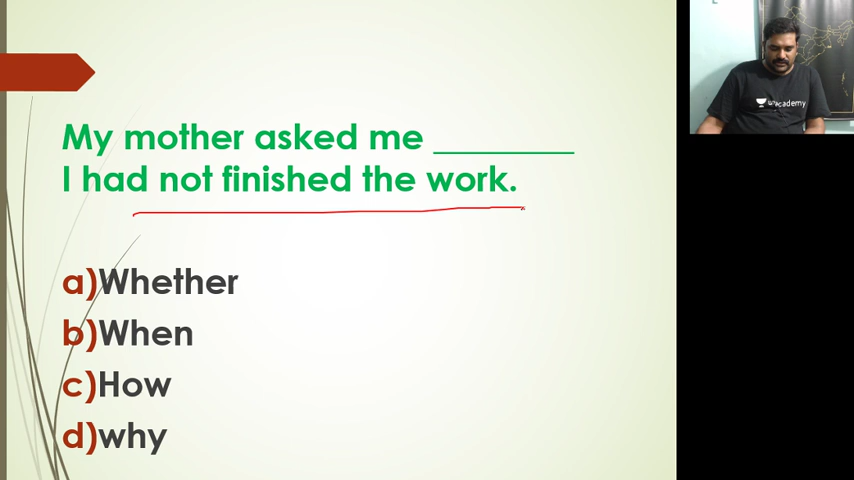 My mother asked me ________
I had not finished the work.
a)Whether
b)When
c)How
d)why